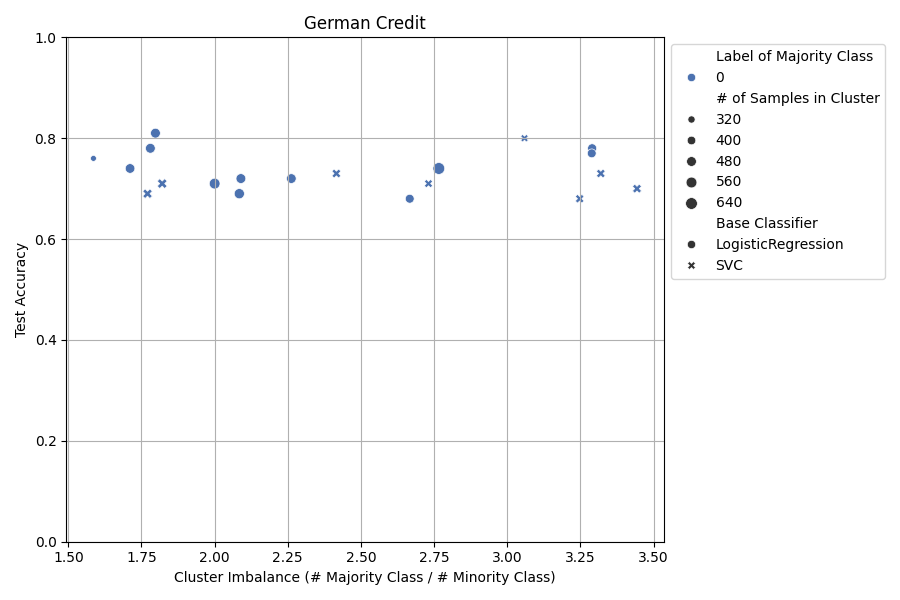 German Credit
1.0
0.8
0.6
0.4
0.2
0.0
Test Accuracy
1.50 1.75 2.00 2.25 2.50 2.75 3.00 3.25 3.50
Cluster Imbalance (# Majority Class / # Minority Class)
Label of Majority Class
0
# of Samples in Cluster
320
400
480
560
640
Base Classifier
LogisticRegression
SVC